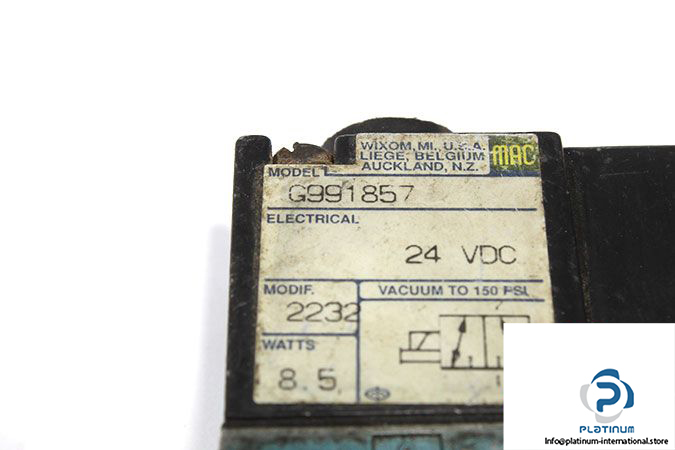 WIXOM, MI, U.S.A.
LIEGE, BELGIUM
AUCKLAND, N.Z.
MAC
MODEL
G991857
ELECTRICAL
24 VDC
MODIF.
2232
VACUUM TO 150 PSI.
WATTS
8.5
PLATINUM
info@platinum-international.store